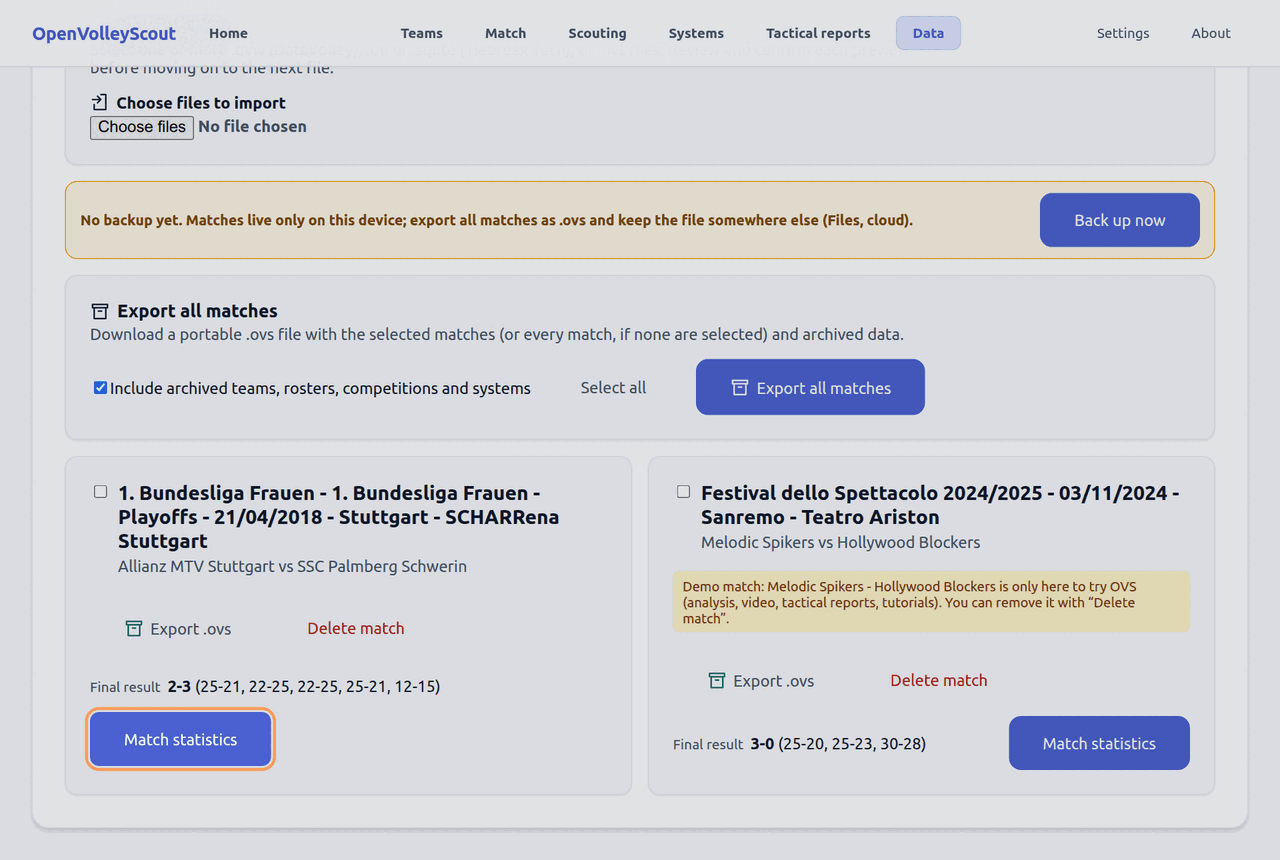 OpenVolleyScout Home Teams Match Scouting Systems Tactical reports Data Settings About
before moving on to the next file.
Choose files to import
Choose files No file chosen
No backup yet. Matches live only on this device; export all matches as .ovs and keep the file somewhere else (Files, cloud).
Back up now
Export all matches
Download a portable .ovs file with the selected matches (or every match, if none are selected) and archived data.
Include archived teams, rosters, competitions and systems Select all Export all matches
1. Bundesliga Frauen - 1. Bundesliga Frauen -
Playoffs - 21/04/2018 - Stuttgart - SCHARRena
Stuttgart
Allianz MTV Stuttgart vs SSC Palmberg Schwerin
Export .ovs Delete match
Final result 2-3 (25-21, 22-25, 22-25, 25-21, 12-15)
Match statistics
Festival dello Spettacolo 2024/2025 - 03/11/2024 -
Sanremo - Teatro Ariston
Melodic Spikers vs Hollywood Blockers
Demo match: Melodic Spikers - Hollywood Blockers is only here to try OVS
(analysis, video, tactical reports, tutorials). You can remove it with “Delete
match”.
Export .ovs Delete match
Final result 3-0 (25-20, 25-23, 30-28)
Match statistics